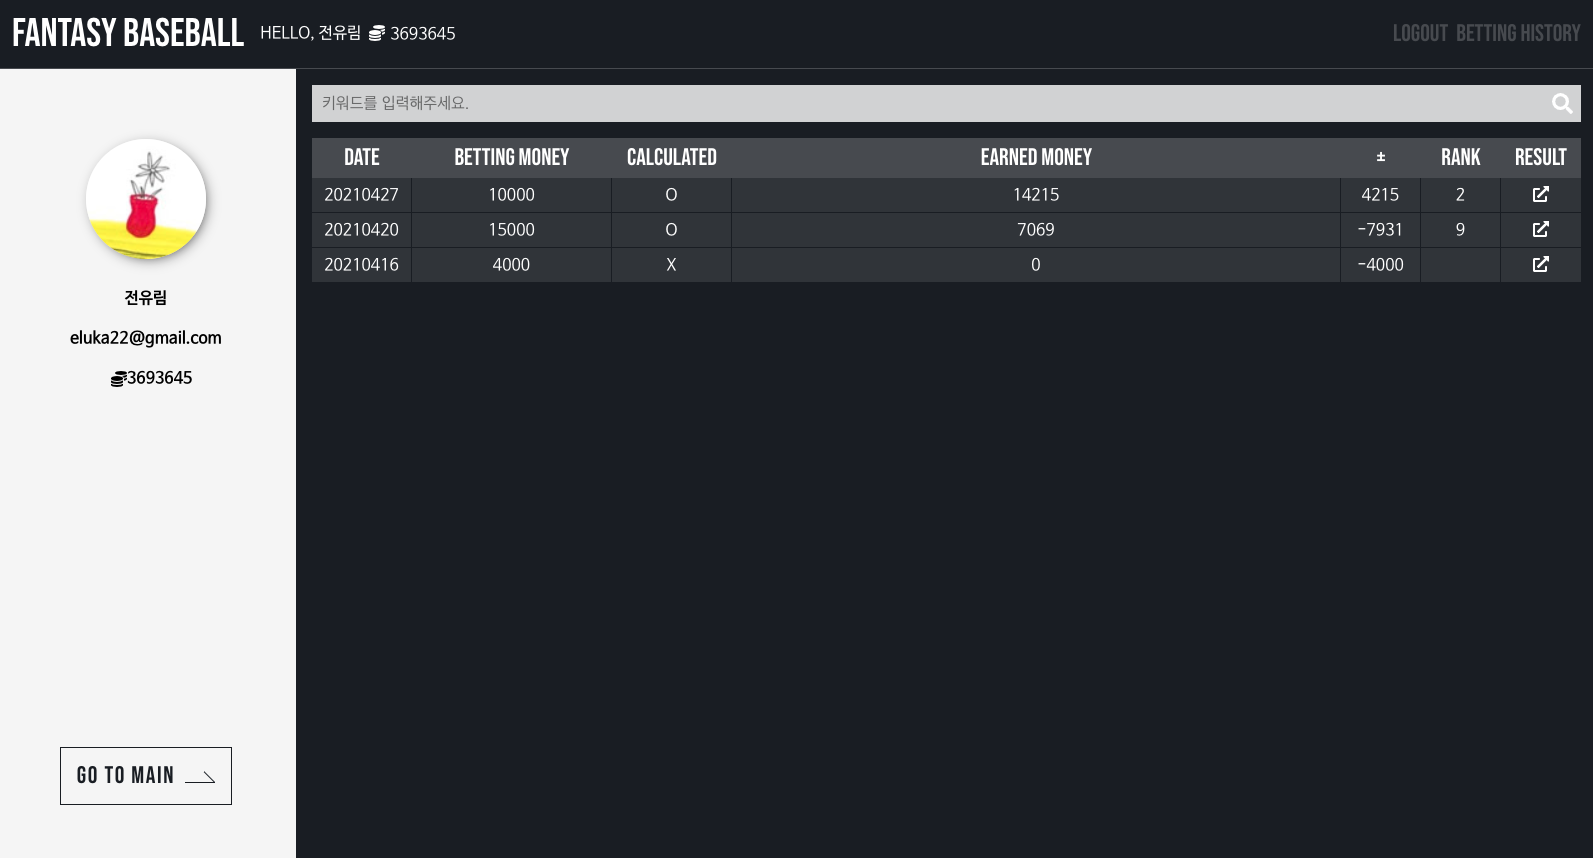 FANTASY BASEBALL HELLO, 전유림 3693645 LOGOUT BETTING HISTORY
키워드를 입력해주세요.
전유림
eluka22@gmail.com
3693645
GO TO MAIN
DATE BETTING MONEY CALCULATED EARNED MONEY ± RANK RESULT
20210427 10000 O 14215 4215 2
20210420 15000 O 7069 -7931 9
20210416 4000 X 0 -4000